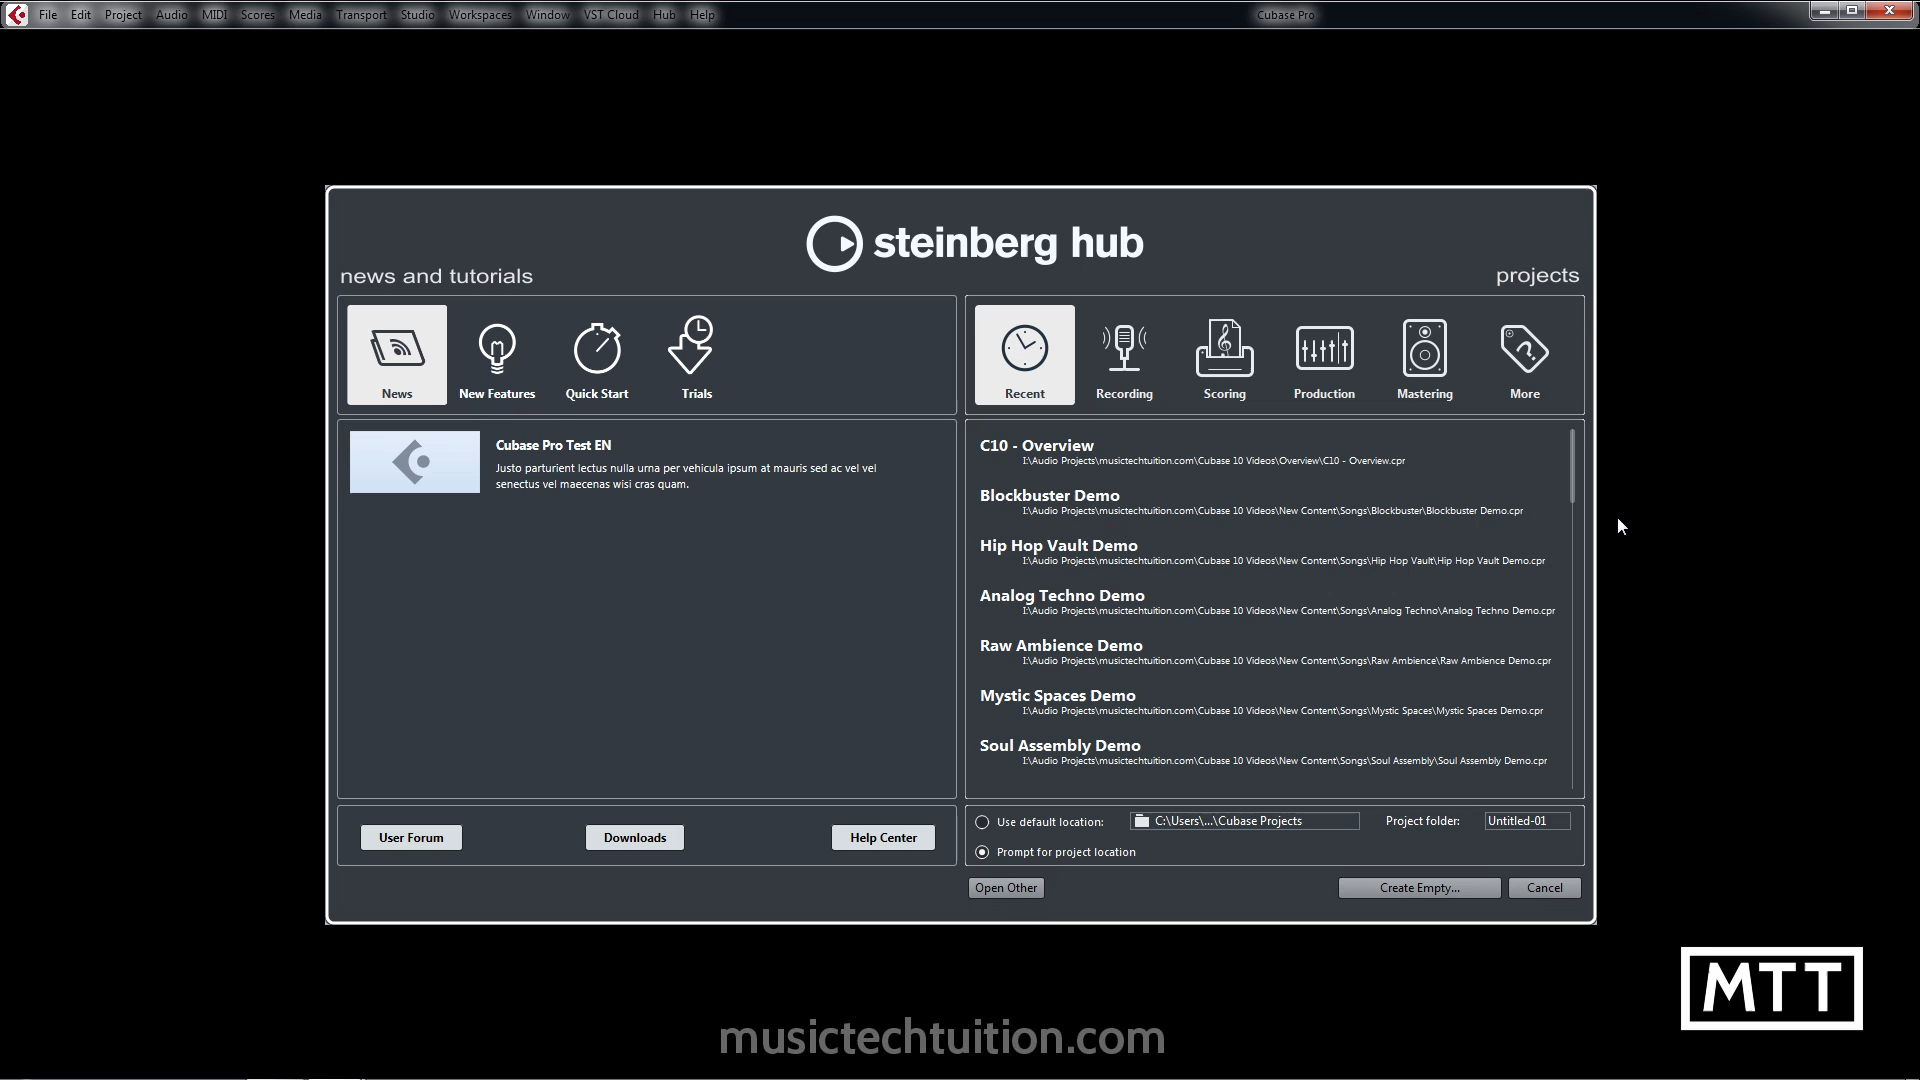 File Edit Project Audio MIDI Scores Media Transport Studio Workspaces Window VST Cloud Hub Help
Cubase Pro
steinberg hub
news and tutorials
projects
News
New Features
Quick Start
Trials
Recent
Recording
Scoring
Production
Mastering
More
Cubase Pro Test EN
Justo parturient lectus nulla urna per vehicula ipsum at mauris sed ac vel vel
senectus vel maecenas wisi cras quam.
C10 - Overview
I:\Audio Projects\musictechtuition.com\Cubase 10 Videos\Overview\C10 - Overview.cpr
Blockbuster Demo
I:\Audio Projects\musictechtuition.com\Cubase 10 Videos\New Content\Songs\Blockbuster\Blockbuster Demo.cpr
Hip Hop Vault Demo
I:\Audio Projects\musictechtuition.com\Cubase 10 Videos\New Content\Songs\Hip Hop Vault\Hip Hop Vault Demo.cpr
Analog Techno Demo
I:\Audio Projects\musictechtuition.com\Cubase 10 Videos\New Content\Songs\Analog Techno\Analog Techno Demo.cpr
Raw Ambience Demo
I:\Audio Projects\musictechtuition.com\Cubase 10 Videos\New Content\Songs\Raw Ambience\Raw Ambience Demo.cpr
Mystic Spaces Demo
I:\Audio Projects\musictechtuition.com\Cubase 10 Videos\New Content\Songs\Mystic Spaces\Mystic Spaces Demo.cpr
Soul Assembly Demo
I:\Audio Projects\musictechtuition.com\Cubase 10 Videos\New Content\Songs\Soul Assembly\Soul Assembly Demo.cpr
User Forum
Downloads
Help Center
Use default location:
C:\Users\...\Cubase Projects
Project folder:
Untitled-01
Prompt for project location
Open Other
Create Empty...
Cancel
MTT
musictechtuition.com